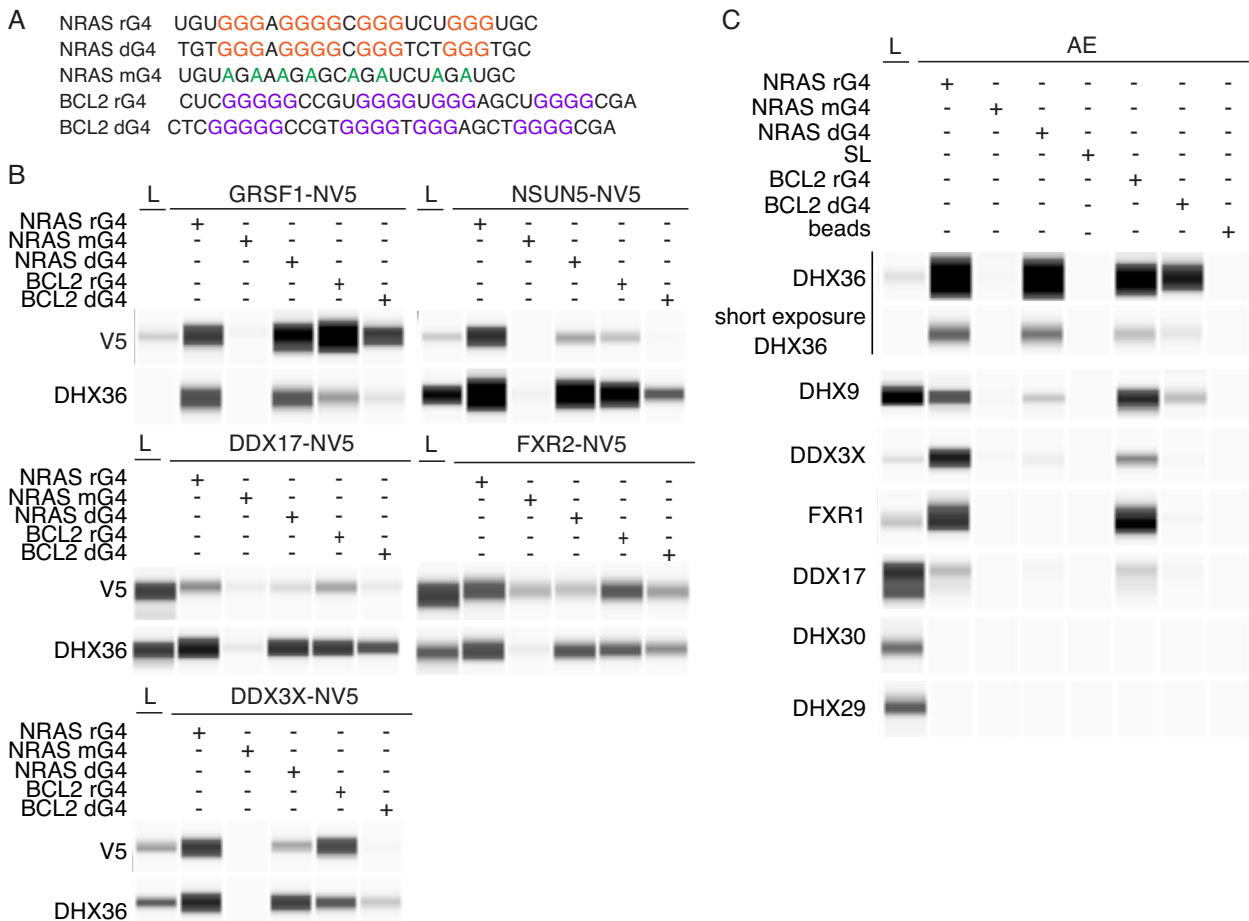 A
NRAS rG4 UGUGGGAGGGGCGGGUCUGGGUGC
NRAS dG4 TGTGGGAGGGGCGGGTCTGGGTGC
NRAS mG4 UGUAGAAAGAGCAGAUCUAGAUGC
BCL2 rG4 CUCGGGGGCCGUGGGGUGGGAGCUGGGGCGA
BCL2 dG4 CTCGGGGGCCGTGGGGTGGGAGCTGGGGCGA
B
L GRSF1-NV5 L NSUN5-NV5
NRAS rG4 + - - - - + - - - -
NRAS mG4 - + - - - - + - - -
NRAS dG4 - - + - - - - + - -
BCL2 rG4 - - - + - - - - + -
BCL2 dG4 - - - - + - - - - +
V5
DHX36
L DDX17-NV5 L FXR2-NV5
NRAS rG4 + - - - - + - - - -
NRAS mG4 - + - - - - + - - -
NRAS dG4 - - + - - - - + - -
BCL2 rG4 - - - + - - - - + -
BCL2 dG4 - - - - + - - - - +
V5
DHX36
L DDX3X-NV5
NRAS rG4 + - - - -
NRAS mG4 - + - - -
NRAS dG4 - - + - -
BCL2 rG4 - - - + -
BCL2 dG4 - - - - +
V5
DHX36
C
L AE
NRAS rG4 + - - - - - -
NRAS mG4 - + - - - - -
NRAS dG4 - - + - - - -
SL - - - + - - -
BCL2 rG4 - - - - + - -
BCL2 dG4 - - - - - + -
beads - - - - - - +
DHX36
short exposure
DHX36
DHX9
DDX3X
FXR1
DDX17
DHX30
DHX29